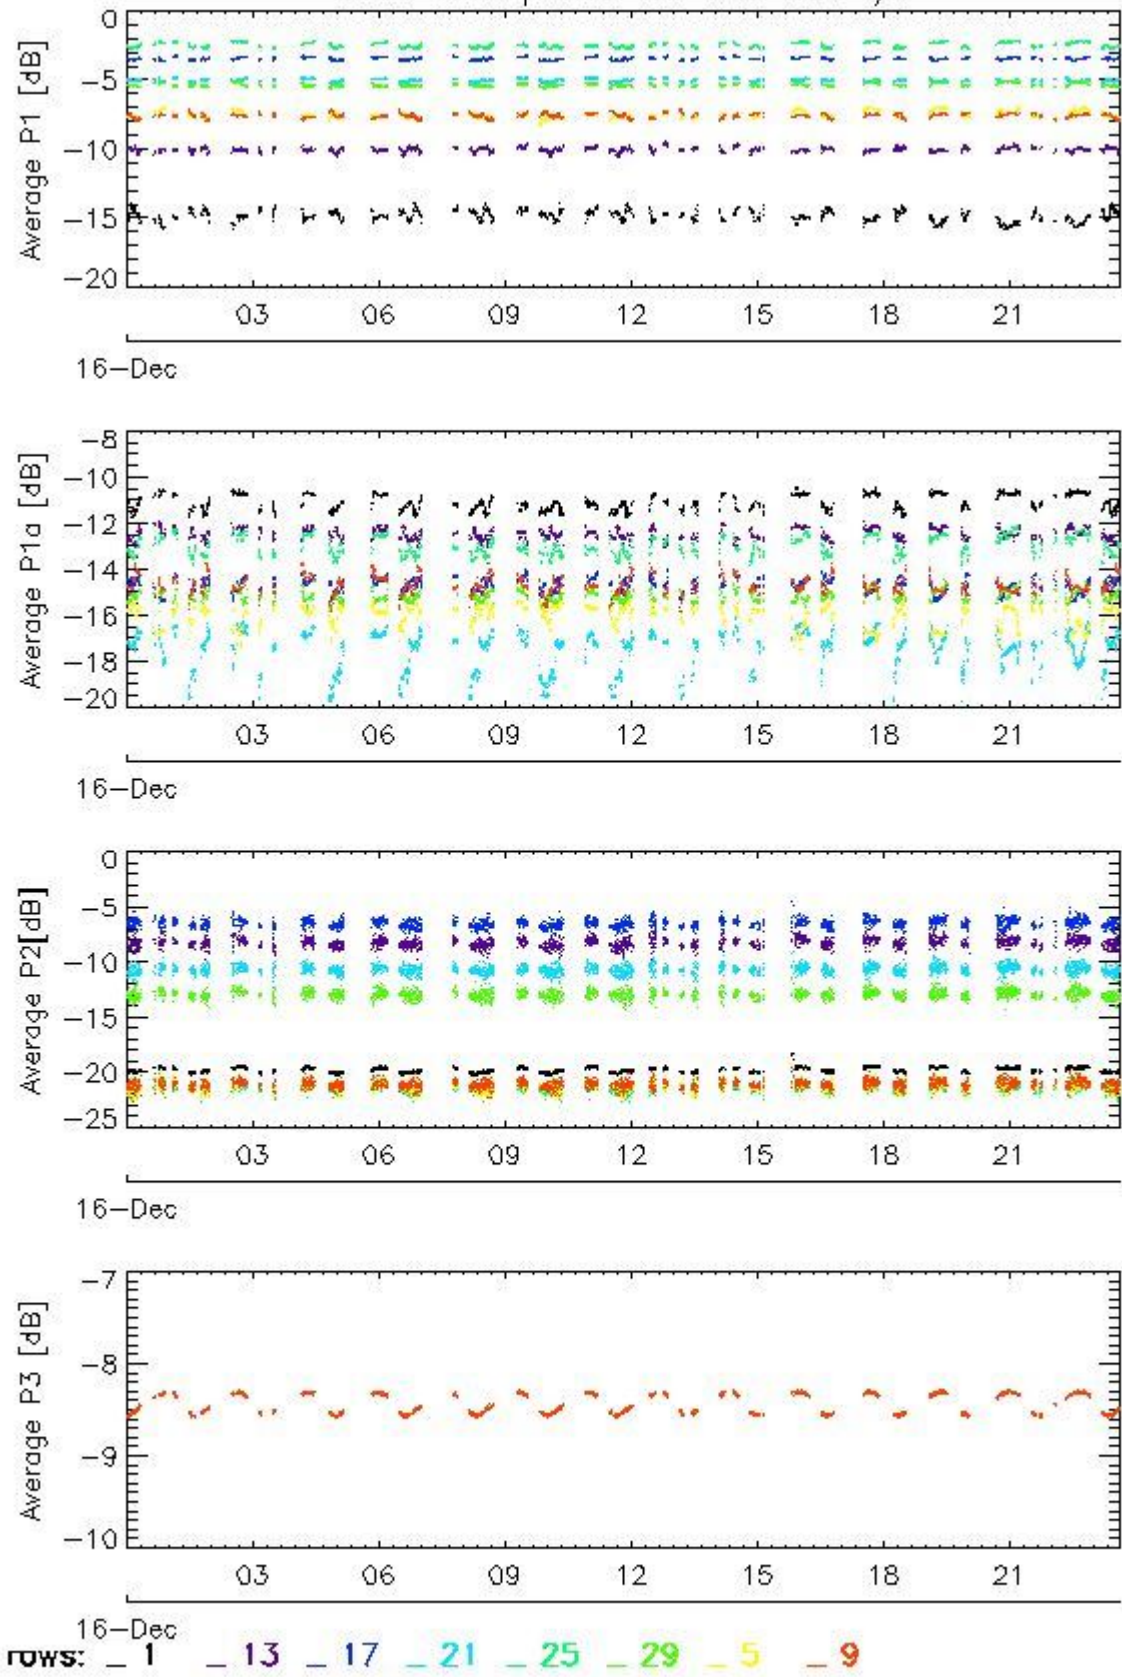 Average P1 [dB]
0
−5
−10
−15
−20
03 06 09 12 15 18 21
16−Dec
Average P1a [dB]
−8
−10
−12
−14
−16
−18
−20
03 06 09 12 15 18 21
16−Dec
Average P2[dB]
0
−5
−10
−15
−20
−25
03 06 09 12 15 18 21
16−Dec
Average P3 [dB]
−7
−8
−9
−10
03 06 09 12 15 18 21
16−Dec
rows: _ 1 _ 13 _ 17 _ 21 _ 25 _ 29 _ 5 _ 9